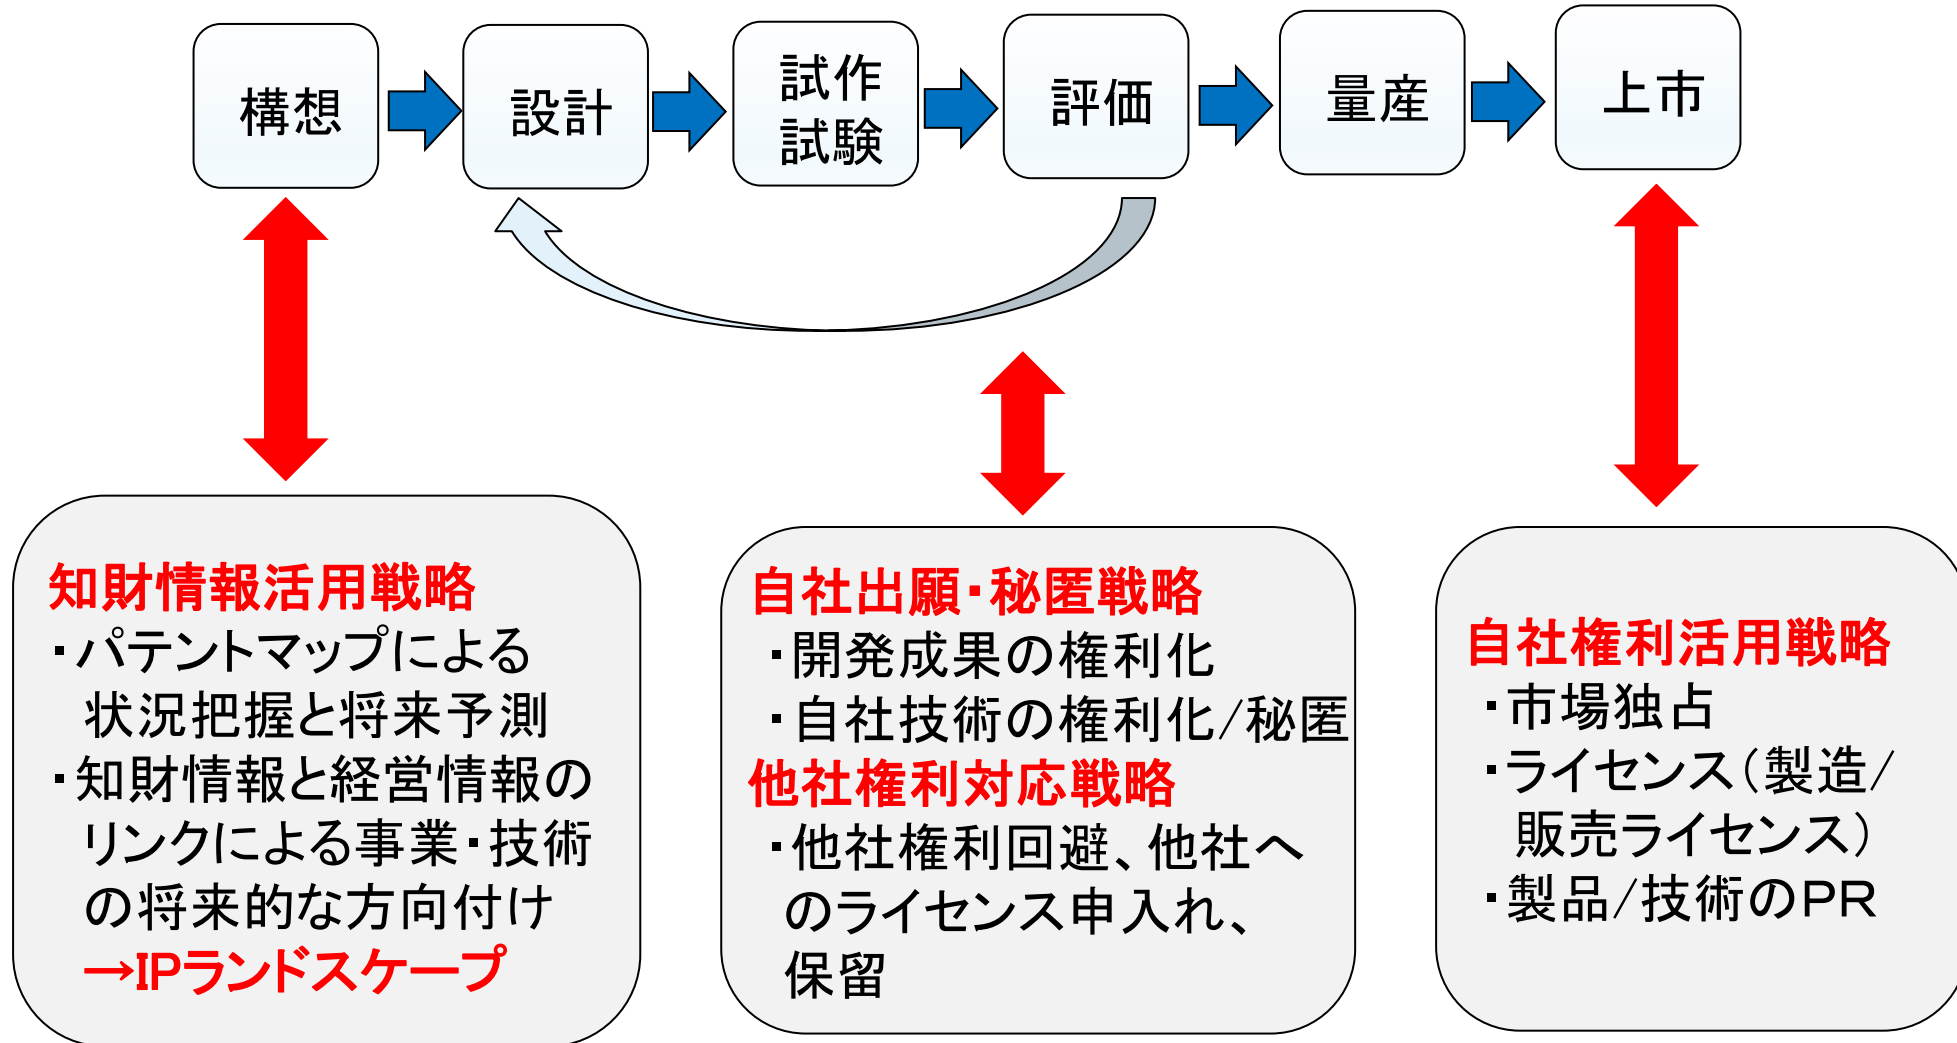 構想
設計
試作
試験
評価
量産
上市
知財情報活用戦略
・パテントマップによる
状況把握と将来予測
・知財情報と経営情報の
リンクによる事業・技術
の将来的な方向付け
→IPランドスケープ
自社出願・秘匿戦略
・開発成果の権利化
・自社技術の権利化/秘匿
他社権利対応戦略
・他社権利回避、他社へ
のライセンス申入れ、
保留
自社権利活用戦略
・市場独占
・ライセンス（製造/
販売ライセンス）
・製品/技術のPR